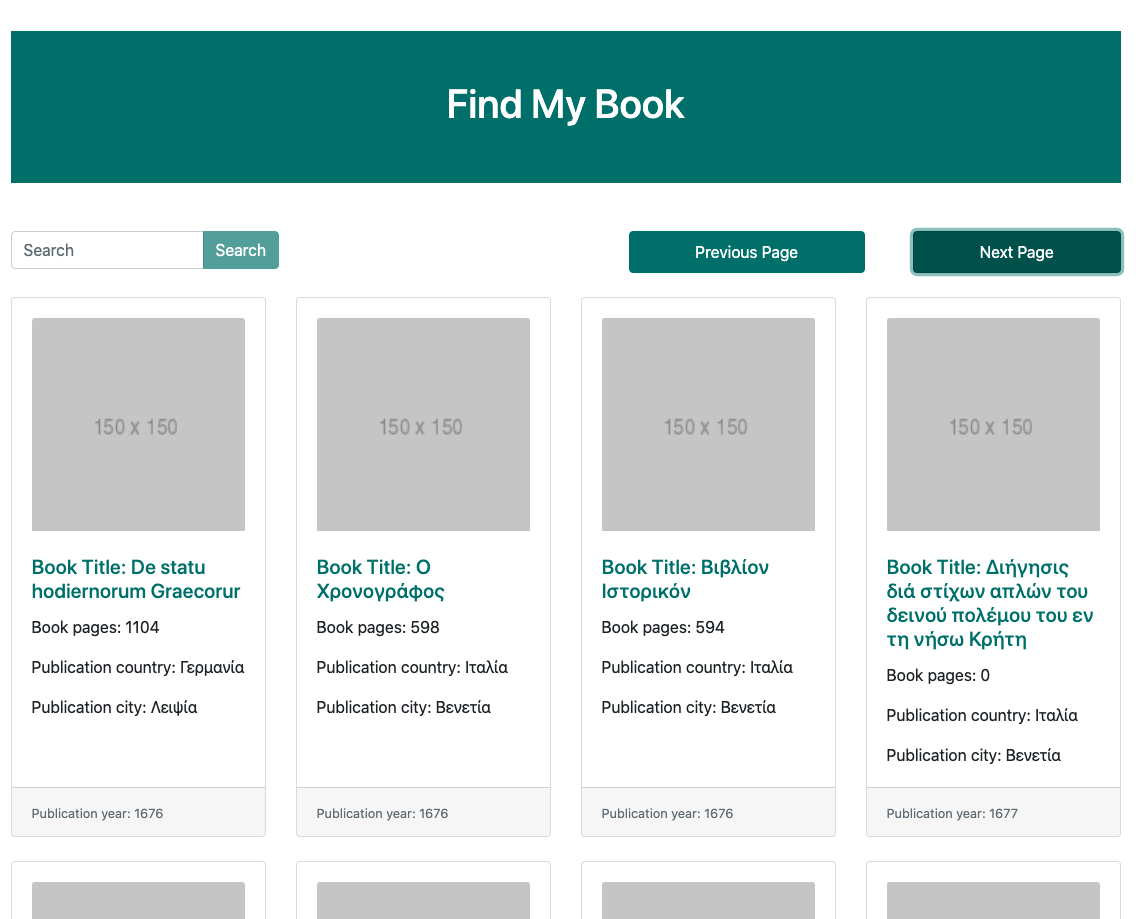 Find My Book
Search
Search
Previous Page
Next Page
150 x 150
150 x 150
150 x 150
150 x 150
Book Title: De statu
hodiernorum Graecorur
Book pages: 1104
Publication country: Γερμανία
Publication city: Λειψία
Publication year: 1676
Book Title: Ο
Χρονογράφος
Book pages: 598
Publication country: Ιταλία
Publication city: Βενετία
Publication year: 1676
Book Title: Βιβλίον
Ιστορικόν
Book pages: 594
Publication country: Ιταλία
Publication city: Βενετία
Publication year: 1676
Book Title: Διήγησις
διά στίχων απλών του
δεινού πολέμου του εν
τη νήσω Κρήτη
Book pages: 0
Publication country: Ιταλία
Publication city: Βενετία
Publication year: 1677